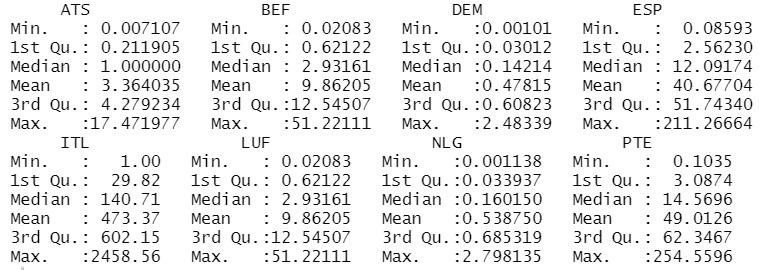 ATS BEF DEM ESP
Min. : 0.007107 Min. : 0.02083 Min. :0.00101 Min. : 0.08593
1st Qu.: 0.211905 1st Qu.: 0.62122 1st Qu.:0.03012 1st Qu.: 2.56230
Median : 1.000000 Median : 2.93161 Median :0.14214 Median : 12.09174
Mean : 3.364035 Mean : 9.86205 Mean :0.47815 Mean : 40.67704
3rd Qu.: 4.279234 3rd Qu.:12.54507 3rd Qu.:0.60823 3rd Qu.: 51.74340
Max. :17.471977 Max. :51.22111 Max. :2.48339 Max. :211.26664
ITL LUF NLG PTE
Min. : 1.00 Min. : 0.02083 Min. :0.001138 Min. : 0.1035
1st Qu.: 29.82 1st Qu.: 0.62122 1st Qu.:0.033937 1st Qu.: 3.0874
Median : 140.71 Median : 2.93161 Median :0.160150 Median : 14.5696
Mean : 473.37 Mean : 9.86205 Mean :0.538750 Mean : 49.0126
3rd Qu.: 602.15 3rd Qu.:12.54507 3rd Qu.:0.685319 3rd Qu.: 62.3467
Max. :2458.56 Max. :51.22111 Max. :2.798135 Max. :254.5596